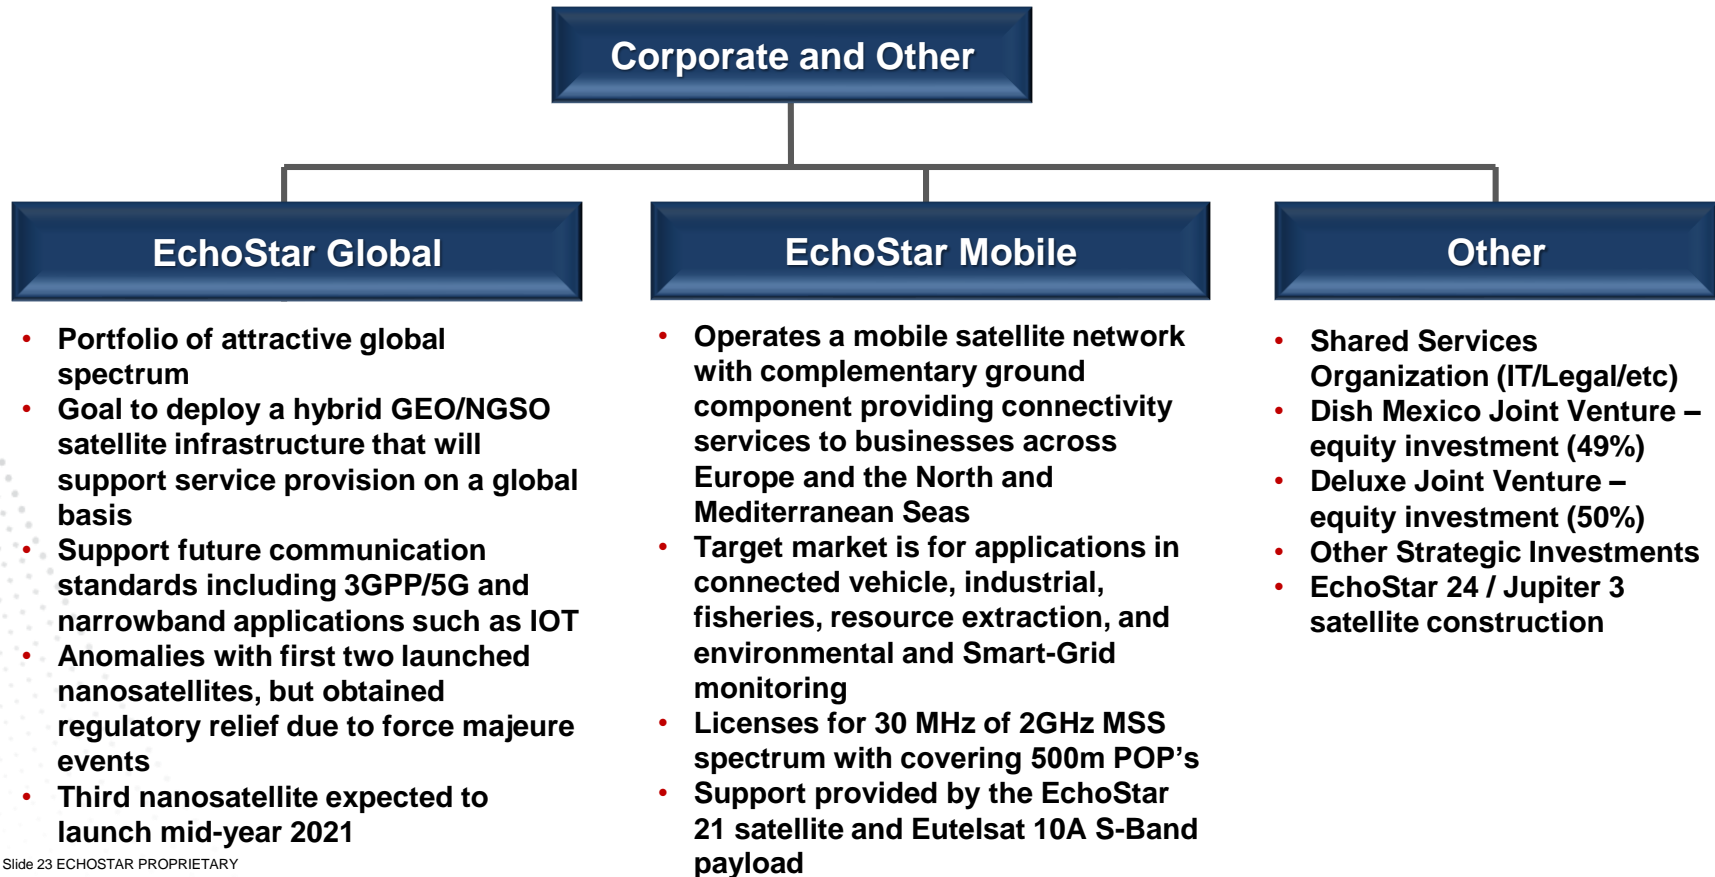 Corporate and Other
EchoStar Global
• Portfolio of attractive global
spectrum
• Goal to deploy a hybrid GEO/NGSO
satellite infrastructure that will
support service provision on a global
basis
• Support future communication
standards including 3GPP/5G and
narrowband applications such as IOT
• Anomalies with first two launched
nanosatellites, but obtained
regulatory relief due to force majeure
events
• Third nanosatellite expected to
launch mid-year 2021
EchoStar Mobile
• Operates a mobile satellite network
with complementary ground
component providing connectivity
services to businesses across
Europe and the North and
Mediterranean Seas
• Target market is for applications in
connected vehicle, industrial,
fisheries, resource extraction, and
environmental and Smart-Grid
monitoring
• Licenses for 30 MHz of 2GHz MSS
spectrum with covering 500m POP’s
• Support provided by the EchoStar
21 satellite and Eutelsat 10A S-Band
payload
Other
• Shared Services
Organization (IT/Legal/etc)
• Dish Mexico Joint Venture –
equity investment (49%)
• Deluxe Joint Venture –
equity investment (50%)
• Other Strategic Investments
• EchoStar 24 / Jupiter 3
satellite construction
Slide 23 ECHOSTAR PROPRIETARY